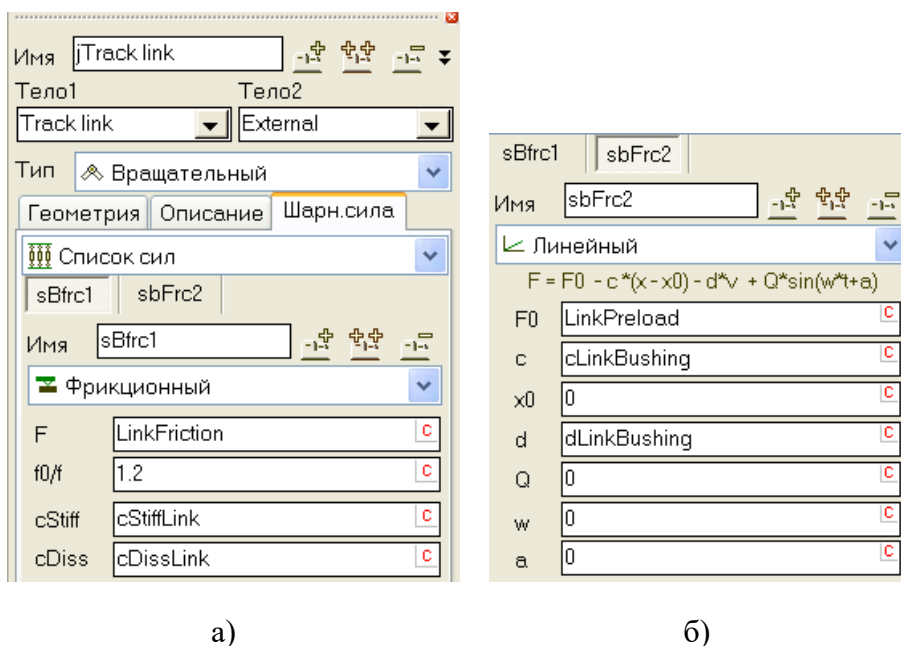 Имя jTrack link
Тело1 Тело2
Track link External
Тип Вращательный
Геометрия Описание Шарн.сила
Список сил
sBfrc1 sbFrc2
Имя sBfrc1
Фрикционный
F LinkFriction c
f0/f 1.2 c
cStiff cStiffLink c
cDiss cDissLink c
а)
sBfrc1 sbFrc2
Имя sbFrc2
Линейный
F = F0 - c*(x-x0) - d*v + Q*sin(w*t+a)
F0 LinkPreload c
c cLinkBushing c
x0 0 c
d dLinkBushing c
Q 0 c
w 0 c
a 0 c
б)